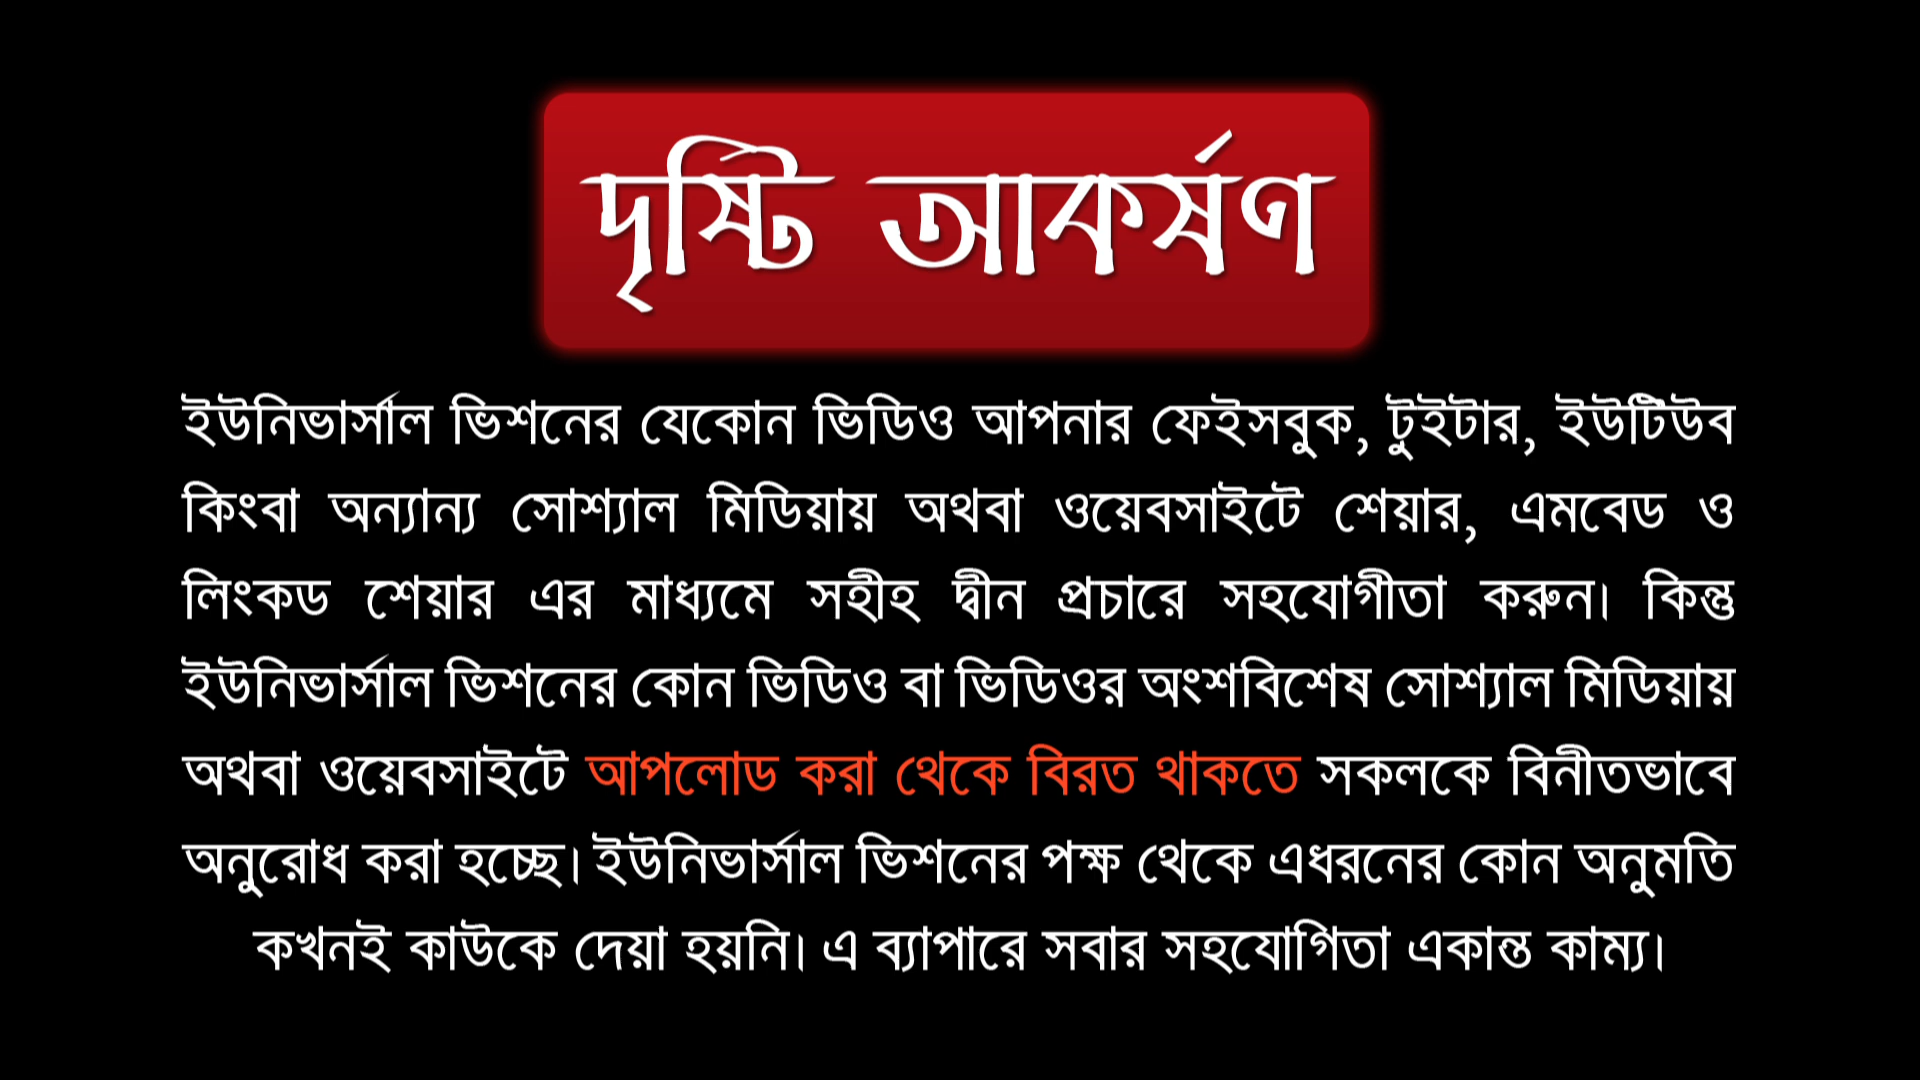 দৃষ্টি আকর্ষণ
ইউনিভার্সাল ভিশনের যেকোন ভিডিও আপনার ফেইসবুক, টুইটার, ইউটিউব
কিংবা অন্যান্য সোশ্যাল মিডিয়ায় অথবা ওয়েবসাইটে শেয়ার, এমবেড ও
লিংকড শেয়ার এর মাধ্যমে সহীহ দ্বীন প্রচারে সহযোগীতা করুন। কিন্তু
ইউনিভার্সাল ভিশনের কোন ভিডিও বা ভিডিওর অংশবিশেষ সোশ্যাল মিডিয়ায়
অথবা ওয়েবসাইটে আপলোড করা থেকে বিরত থাকতে সকলকে বিনীতভাবে
অনুরোধ করা হচ্ছে। ইউনিভার্সাল ভিশনের পক্ষ থেকে এধরনের কোন অনুমতি
কখনই কাউকে দেয়া হয়নি। এ ব্যাপারে সবার সহযোগিতা একান্ত কাম্য।